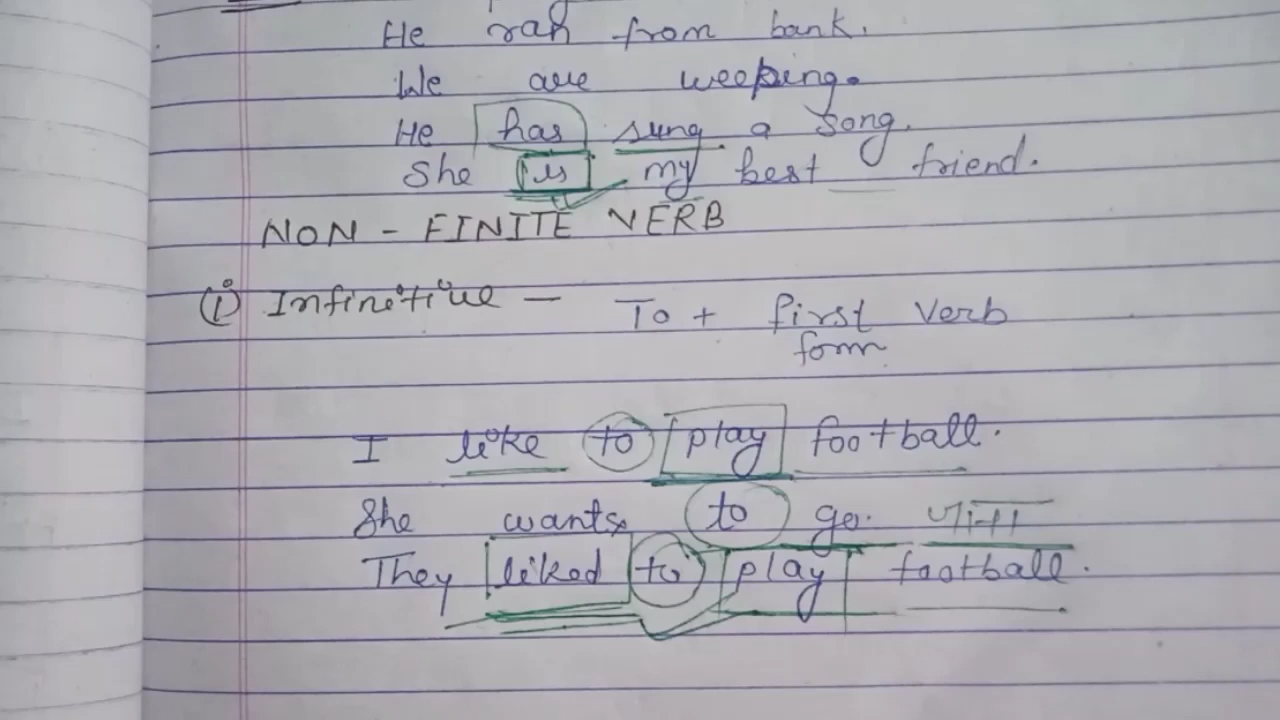 He ran from bank.
We are weeping.
He has sung a song.
She is my best friend.
NON - FINITE VERB
(i) Infinitive - To + first verb
form
I like to play football.
She wants to go.
They liked to play football.